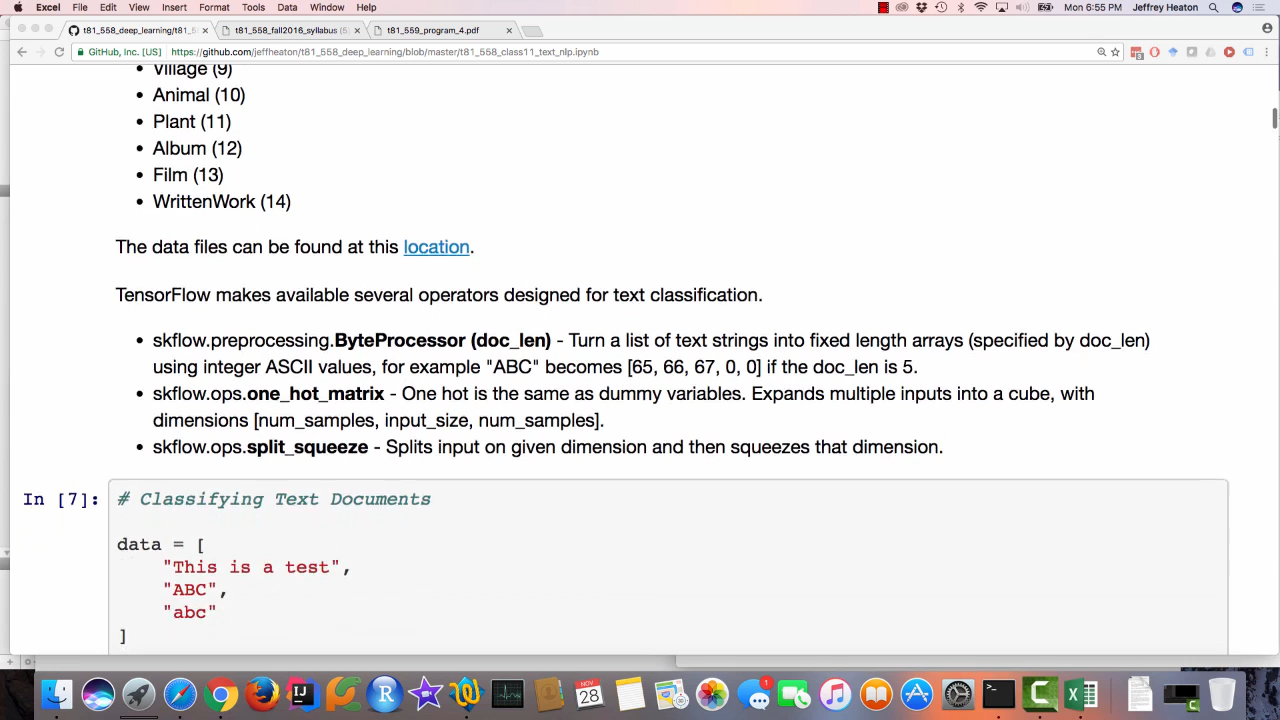 Excel File Edit View Insert Format Tools Data Window Help
Mon 6:55 PM Jeffrey Heaton
t81_558_deep_learning/t81_5
t81_558_fall2016_syllabus (5
t81_559_program_4.pdf
GitHub, Inc. [US] https://github.com/jeffheaton/t81_558_deep_learning/blob/master/t81_558_class11_text_nlp.ipynb
Village (9)
Animal (10)
Plant (11)
Album (12)
Film (13)
WrittenWork (14)
The data files can be found at this location.
TensorFlow makes available several operators designed for text classification.
skflow.preprocessing.ByteProcessor (doc_len) - Turn a list of text strings into fixed length arrays (specified by doc_len)
using integer ASCII values, for example "ABC" becomes [65, 66, 67, 0, 0] if the doc_len is 5.
skflow.ops.one_hot_matrix - One hot is the same as dummy variables. Expands multiple inputs into a cube, with
dimensions [num_samples, input_size, num_samples].
skflow.ops.split_squeeze - Splits input on given dimension and then squeezes that dimension.
In [7]: # Classifying Text Documents
data = [
"This is a test",
"ABC",
"abc"
]
NOV
28
1